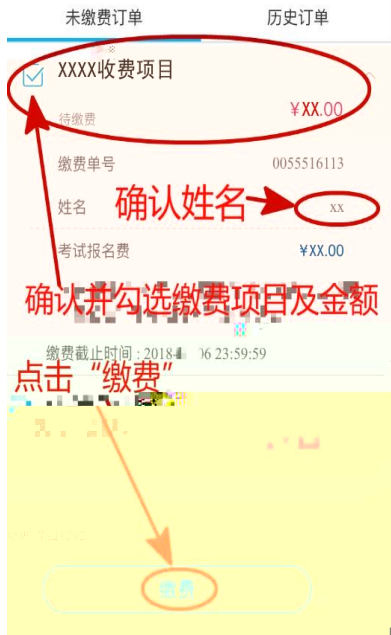 未缴费订单 历史订单
XXXX收费项目
待缴费 ¥XX.00
缴费单号 0055516113
姓名 确认姓名 xx
考试报名费 ¥XX.00
确认并勾选缴费项目及金额
缴费截止时间 : 2018 06 23:59:59
点击“缴费”
缴费